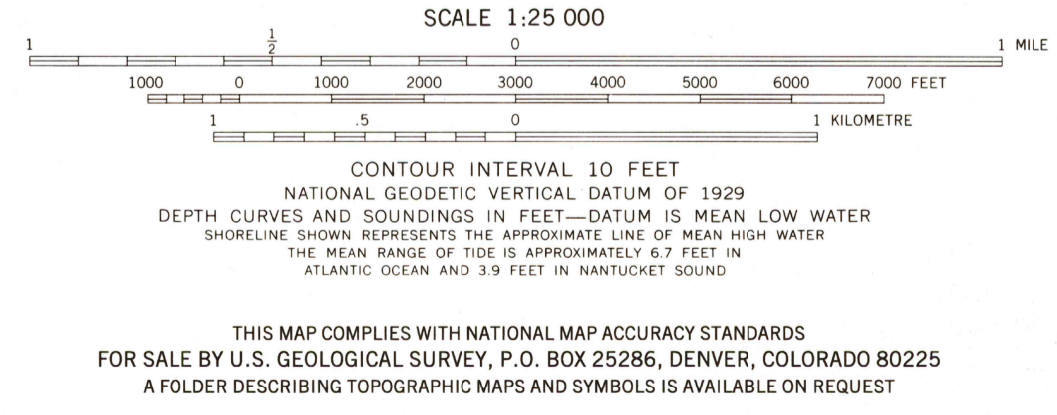 SCALE 1:25 000
1 1/2 0 1 MILE
1000 0 1000 2000 3000 4000 5000 6000 7000 FEET
1 .5 0 1 KILOMETRE
CONTOUR INTERVAL 10 FEET
NATIONAL GEODETIC VERTICAL DATUM OF 1929
DEPTH CURVES AND SOUNDINGS IN FEET—DATUM IS MEAN LOW WATER
SHORELINE SHOWN REPRESENTS THE APPROXIMATE LINE OF MEAN HIGH WATER
THE MEAN RANGE OF TIDE IS APPROXIMATELY 6.7 FEET IN
ATLANTIC OCEAN AND 3.9 FEET IN NANTUCKET SOUND
THIS MAP COMPLIES WITH NATIONAL MAP ACCURACY STANDARDS
FOR SALE BY U.S. GEOLOGICAL SURVEY, P.O. BOX 25286, DENVER, COLORADO 80225
A FOLDER DESCRIBING TOPOGRAPHIC MAPS AND SYMBOLS IS AVAILABLE ON REQUEST